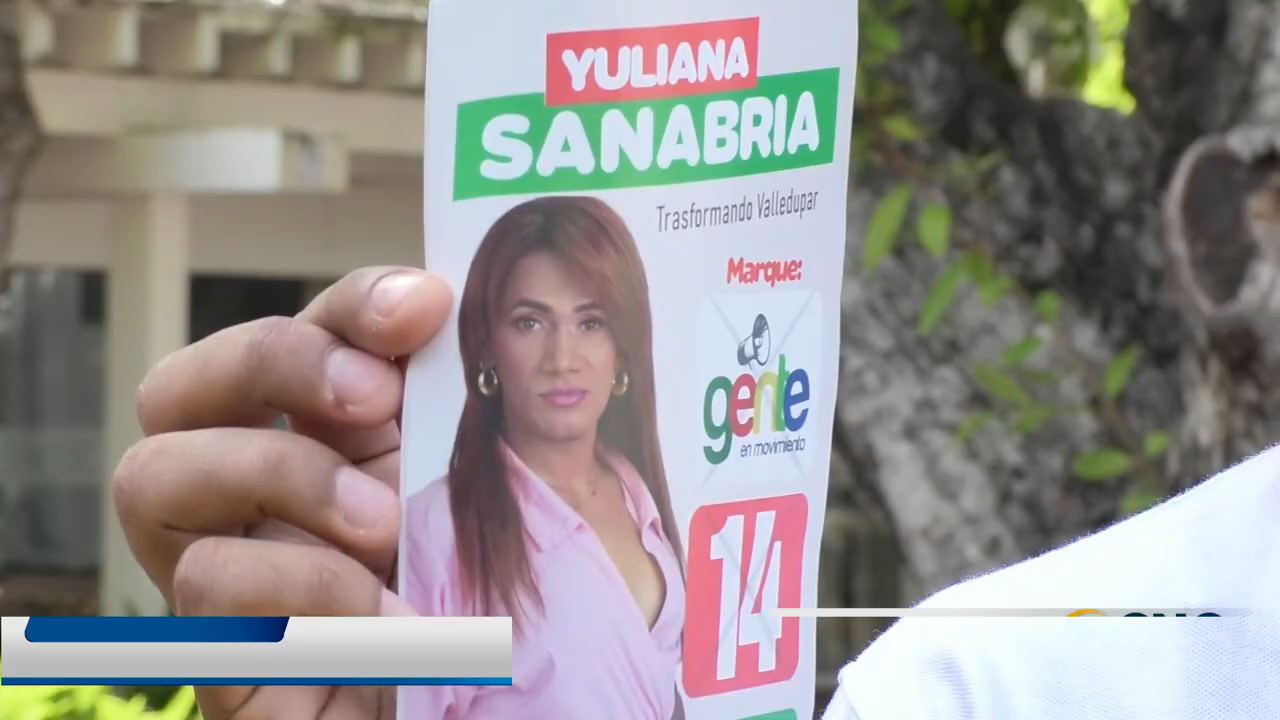 YULIANA
SANABRIA
Trasformando Valledupar
Marque:
gente
en movimiento
14